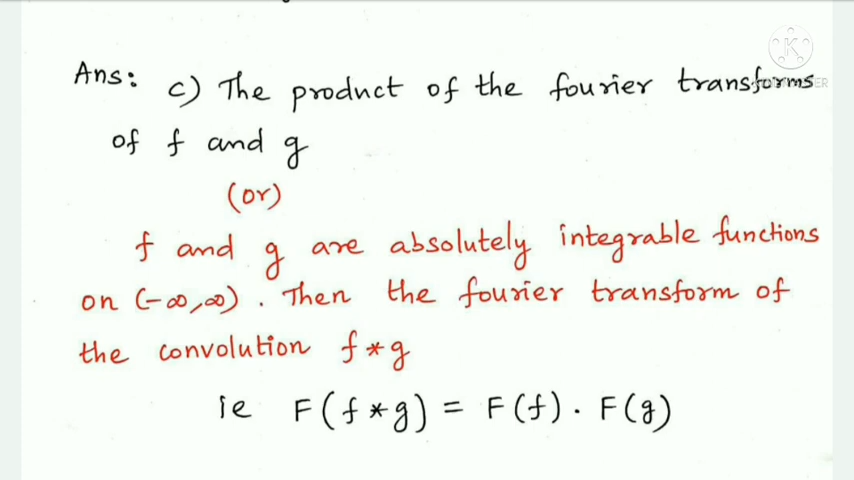 Ans: c) The product of the fourier transforms
of f and g
(or)
f and g are absolutely integrable functions
on (-∞,∞). Then the fourier transform of
the convolution f*g
ie F(f*g) = F(f). F(g)